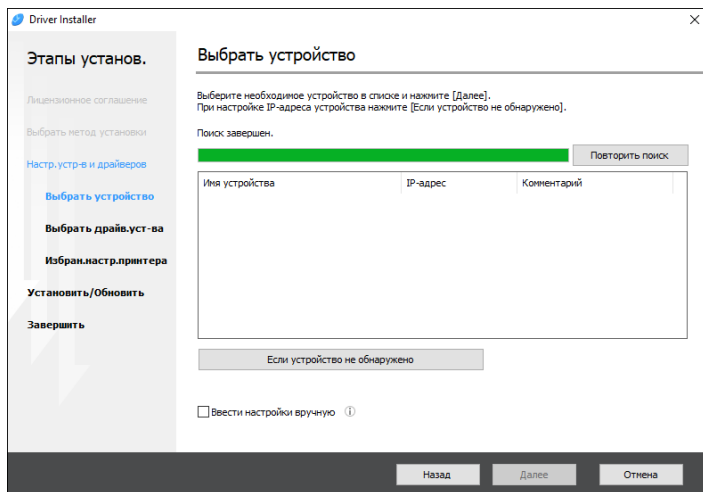 Driver Installer
Этапы установ.
Выбрать устройство
Лицензионное соглашение
Выбрать метод установки
Настр.устр-в и драйверов
Выбрать устройство
Выбрать драйв.уст-ва
Избран.настр.принтера
Установить/Обновить
Завершить
Выберите необходимое устройство в списке и нажмите [Далее].
При настройке IP-адреса устройства нажмите [Если устройство не обнаружено].
Поиск завершен.
Повторить поиск
Имя устройства IP-адрес Комментарий
Если устройство не обнаружено
Ввести настройки вручную
Назад Далее Отмена